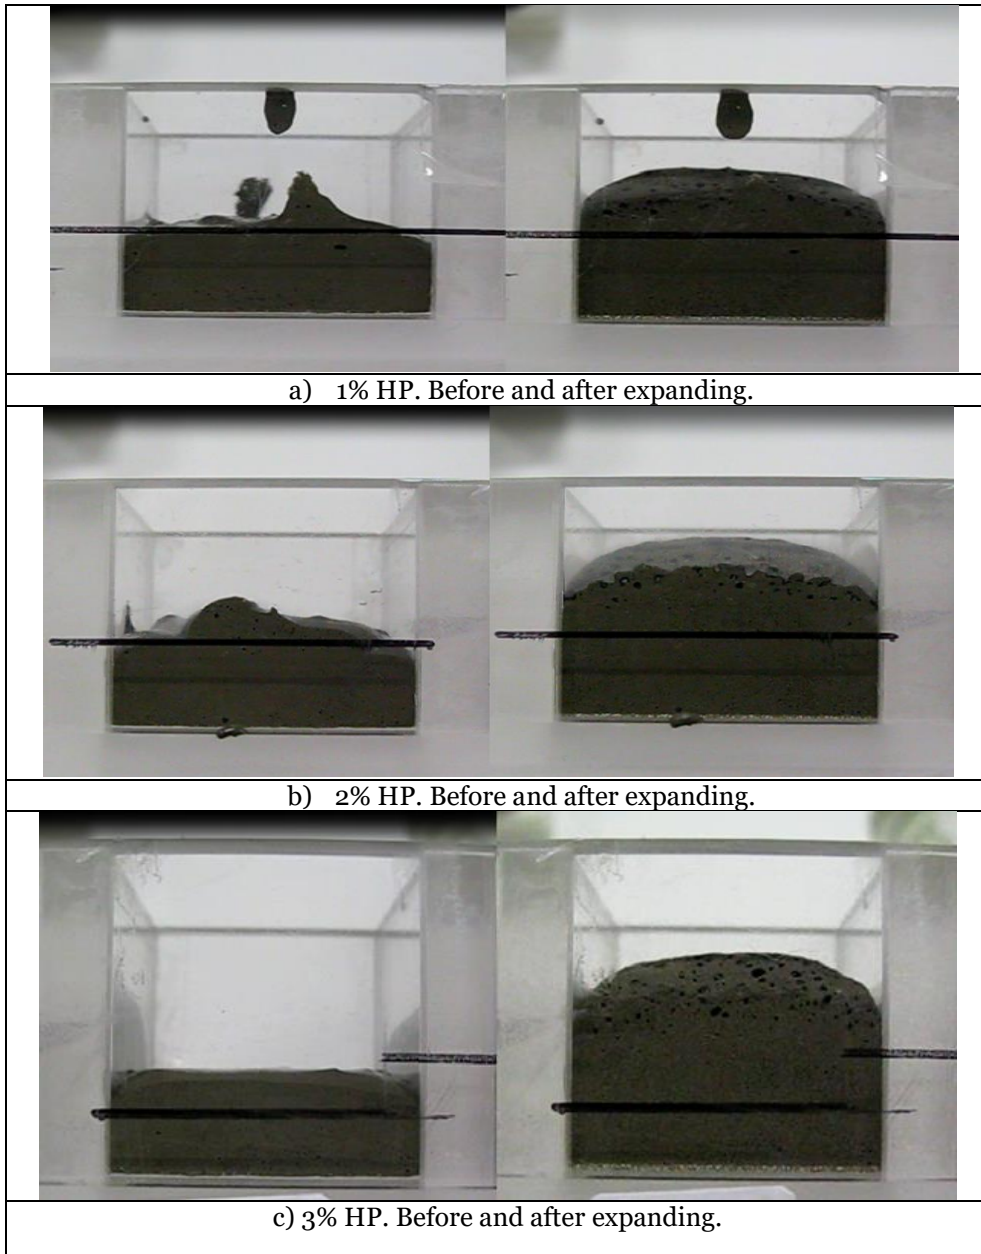 a) 1% HP. Before and after expanding.
b) 2% HP. Before and after expanding.
c) 3% HP. Before and after expanding.